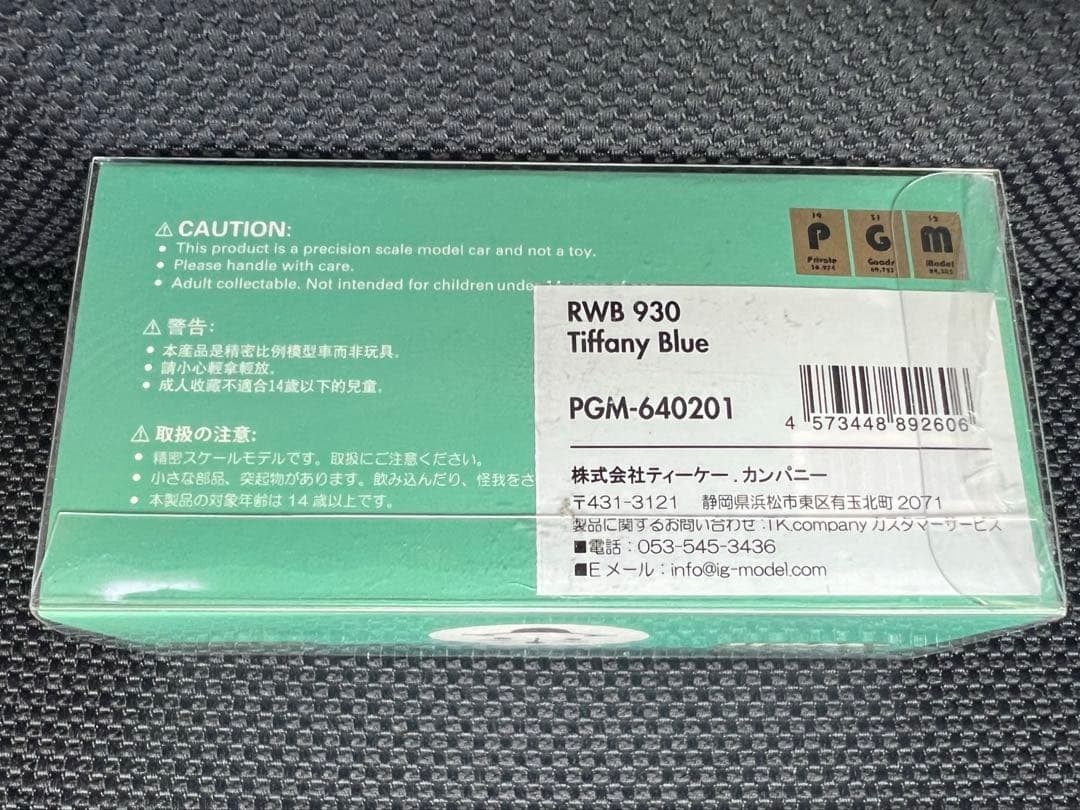 ⚠ CAUTION:
• This product is a precision scale model car and not a toy.
• Please handle with care.
• Adult collectable. Not intended for children under 14
⚠ 警告:
• 本產品是精密比例模型車而非玩具。
• 請小心輕拿輕放。
• 成人收藏不適合14歲以下的兒童。
⚠ 取扱の注意:
• 精密スケールモデルです。取扱にご注意ください。
• 小さな部品、突起物があります。飲み込んだり、怪我をさ
• 本製品の対象年齢は14歳以上です。
P G m
Private Goods Model
RWB 930
Tiffany Blue
PGM-640201
4 573448 892606
株式会社ティーケー.カンパニー
〒431-3121 静岡県浜松市東区有玉北町2071
製品に関するお問い合わせ:T.K.company カスタマーサービス
■電話:053-545-3436
■Eメール:info@ig-model.com